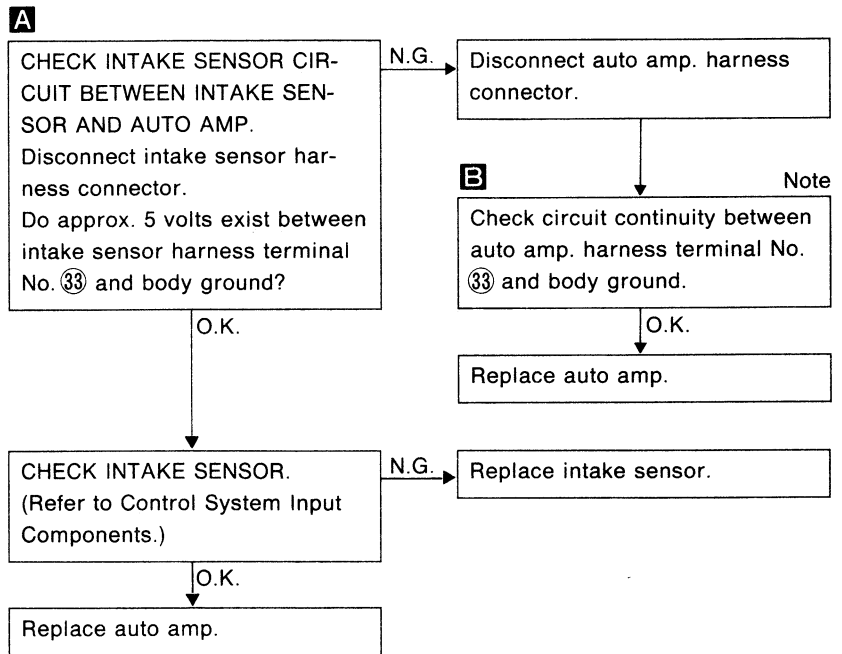 A
CHECK INTAKE SENSOR CIR-
CUIT BETWEEN INTAKE SEN-
SOR AND AUTO AMP.
Disconnect intake sensor har-
ness connector.
Do approx. 5 volts exist between
intake sensor harness terminal
No. ㉝ and body ground?
N.G.
Disconnect auto amp. harness
connector.
B
Note
Check circuit continuity between
auto amp. harness terminal No.
㉝ and body ground.
O.K.
Replace auto amp.
O.K.
CHECK INTAKE SENSOR.
(Refer to Control System Input
Components.)
N.G.
Replace intake sensor.
O.K.
Replace auto amp.